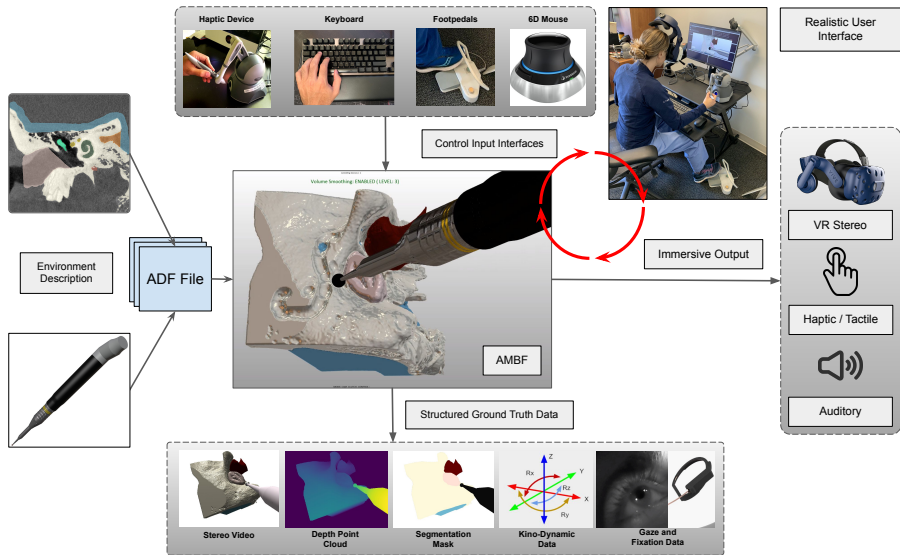 Haptic Device
Keyboard
Footpedals
6D Mouse
Realistic User
Interface
Control Input Interfaces
Volume Smoothing: ENABLED ( LEVEL: 3)
VR Stereo
Immersive Output
Environment
Description
ADF File
Haptic / Tactile
AMBF
Structured Ground Truth Data
Auditory
Z
Y
X
Rx
Rz
Ry
Stereo Video
Depth Point
Cloud
Segmentation
Mask
Kino-Dynamic
Data
Gaze and
Fixation Data